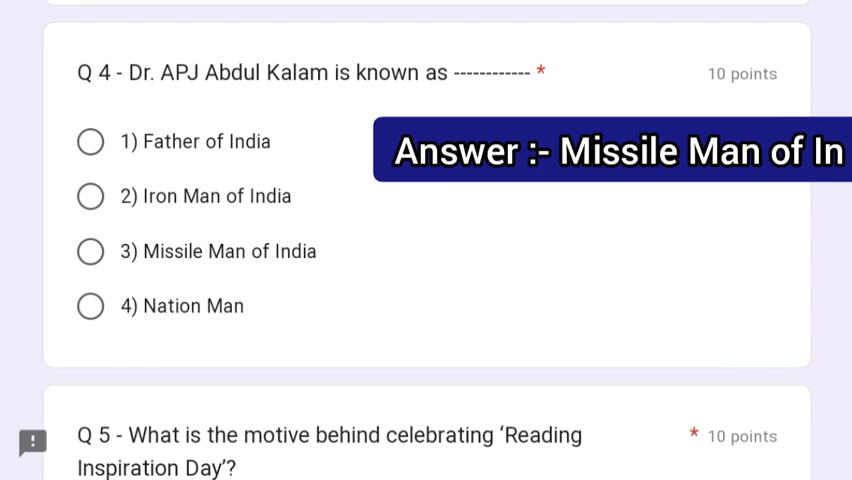 Q 4 - Dr. APJ Abdul Kalam is known as ------------ *
10 points
1) Father of India
Answer :- Missile Man of In
2) Iron Man of India
3) Missile Man of India
4) Nation Man
Q 5 - What is the motive behind celebrating ‘Reading
* 10 points
Inspiration Day’?